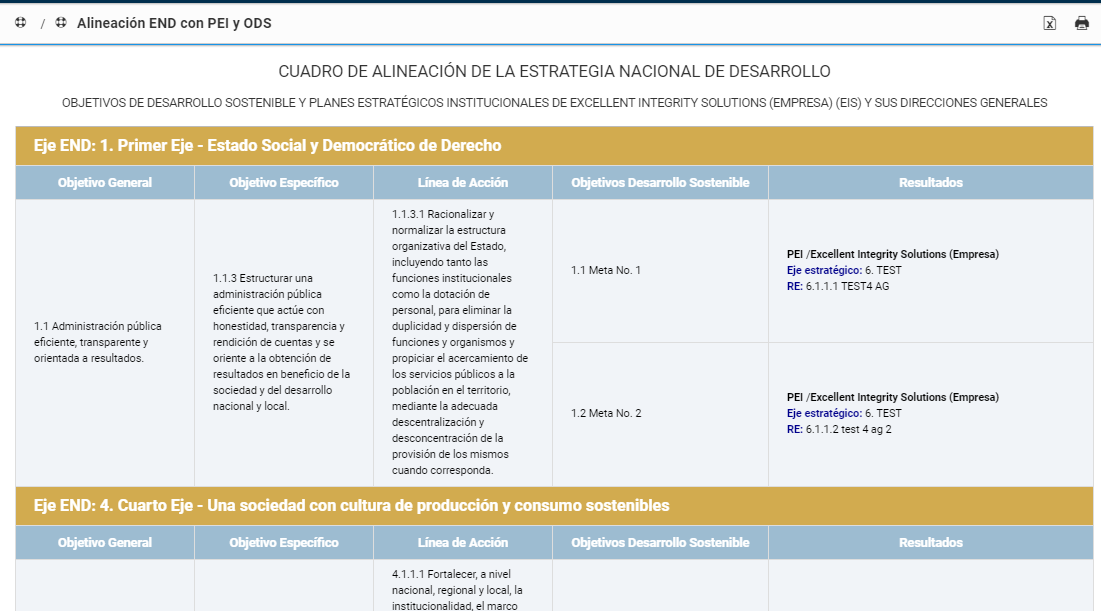 / Alineación END con PEI y ODS
CUADRO DE ALINEACIÓN DE LA ESTRATEGIA NACIONAL DE DESARROLLO
OBJETIVOS DE DESARROLLO SOSTENIBLE Y PLANES ESTRATÉGICOS INSTITUCIONALES DE EXCELLENT INTEGRITY SOLUTIONS (EMPRESA) (EIS) Y SUS DIRECCIONES GENERALES
Eje END: 1. Primer Eje - Estado Social y Democrático de Derecho
Objetivo General Objetivo Específico Línea de Acción Objetivos Desarrollo Sostenible Resultados
1.1 Administración pública
eficiente, transparente y
orientada a resultados.
1.1.3 Estructurar una
administración pública
eficiente que actúe con
honestidad, transparencia y
rendición de cuentas y se
oriente a la obtención de
resultados en beneficio de la
sociedad y del desarrollo
nacional y local.
1.1.3.1 Racionalizar y
normalizar la estructura
organizativa del Estado,
incluyendo tanto las
funciones institucionales
como la dotación de
personal, para eliminar la
duplicidad y dispersión de
funciones y organismos y
propiciar el acercamiento de
los servicios públicos a la
población en el territorio,
mediante la adecuada
descentralización y
desconcentración de la
provisión de los mismos
cuando corresponda.
1.1 Meta No. 1
PEI /Excellent Integrity Solutions (Empresa)
Eje estratégico: 6. TEST
RE: 6.1.1.1 TEST4 AG
1.2 Meta No. 2
PEI /Excellent Integrity Solutions (Empresa)
Eje estratégico: 6. TEST
RE: 6.1.1.2 test 4 ag 2
Eje END: 4. Cuarto Eje - Una sociedad con cultura de producción y consumo sostenibles
Objetivo General Objetivo Específico Línea de Acción Objetivos Desarrollo Sostenible Resultados
4.1.1.1 Fortalecer, a nivel
nacional, regional y local, la
institucionalidad, el marco